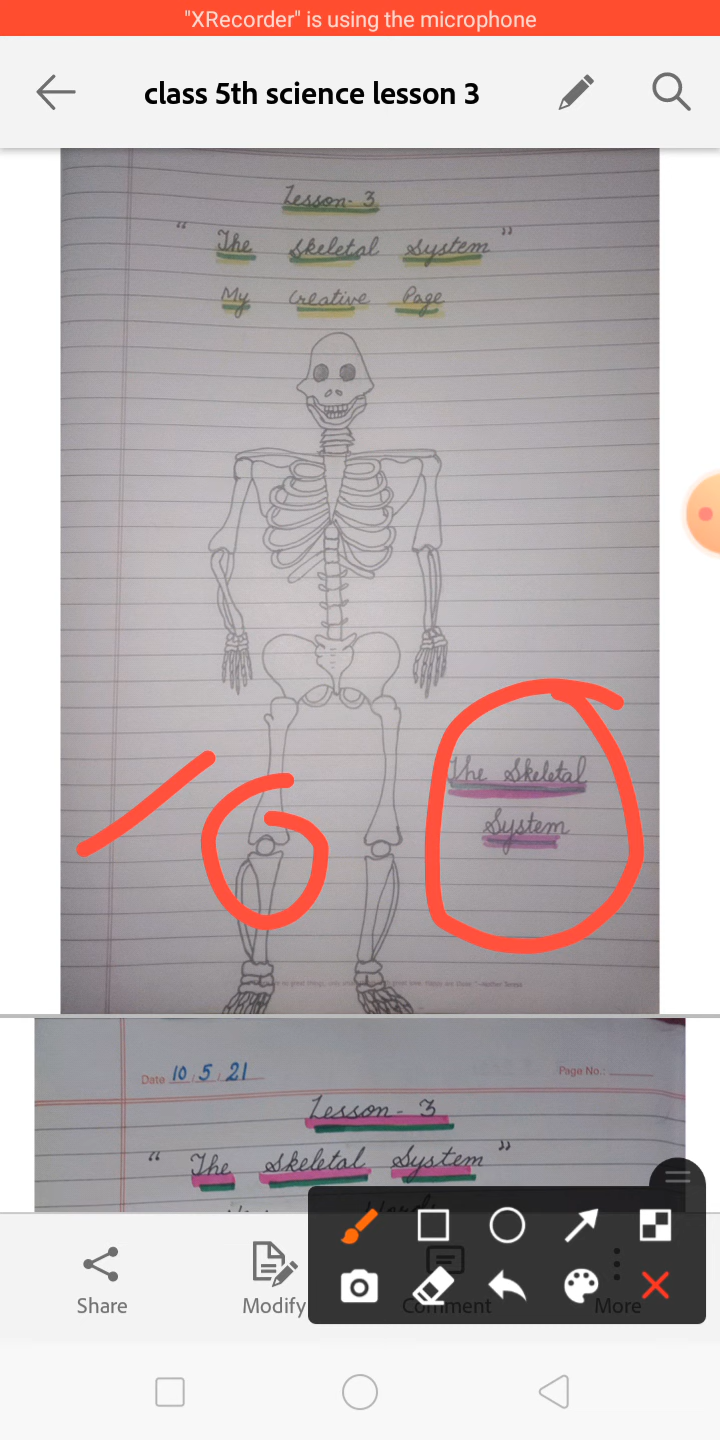 "XRecorder" is using the microphone
class 5th science lesson 3
Lesson- 3
" The Skeletal System "
My Creative Page
The Skeletal
System
Date 10 5 21
Page No.:
Lesson - 3
" The Skeletal System "
Share
Modify
Comment
More